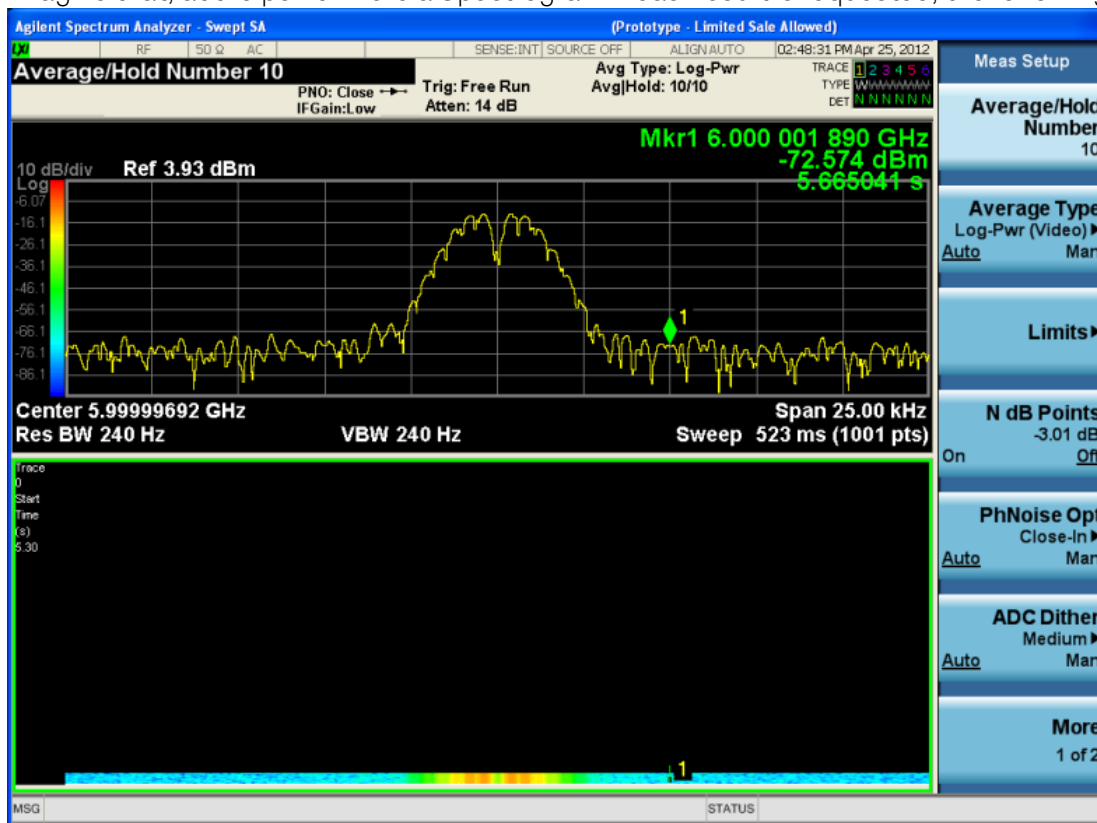 Agilent Spectrum Analyzer - Swept SA (Prototype - Limited Sale Allowed)
LXI RF 50 Ω AC SENSE:INT SOURCE OFF ALIGN AUTO 02:48:31 PM Apr 25, 2012
Average/Hold Number 10
PNO: Close
IFGain:Low
Trig: Free Run
Atten: 14 dB
Avg Type: Log-Pwr
Avg|Hold: 10/10
TRACE 1 2 3 4 5 6
TYPE WWWWWW
DET N N N N N N
Mkr1 6.000 001 890 GHz
-72.574 dBm
5.665041 s
10 dB/div Ref 3.93 dBm
Log
-6.07
-16.1
-26.1
-36.1
-46.1
-56.1
-66.1
-76.1
-86.1
1
Center 5.99999692 GHz Span 25.00 kHz
Res BW 240 Hz VBW 240 Hz Sweep 523 ms (1001 pts)
Trace
0
Start
Time
(s)
5.30
1
MSG STATUS
Meas Setup
Average/Hold
Number
10
Average Type
Log-Pwr (Video)
Auto Man
Limits
N dB Points
-3.01 dB
On Off
PhNoise Opt
Close-In
Auto Man
ADC Dither
Medium
Auto Man
More
1 of 2